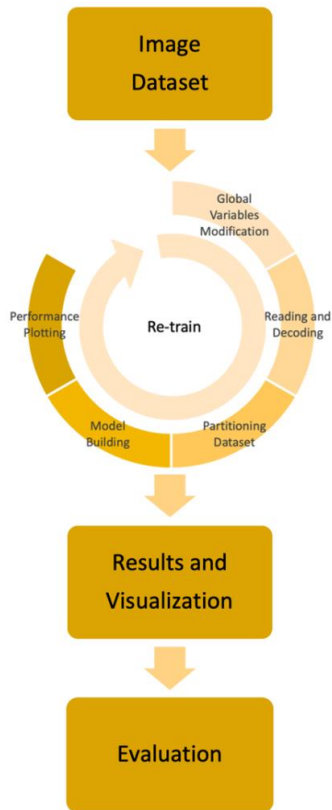 Image
Dataset
Global
Variables
Modification
Reading and
Decoding
Partitioning
Dataset
Model
Building
Performance
Plotting
Re-train
Results and
Visualization
Evaluation